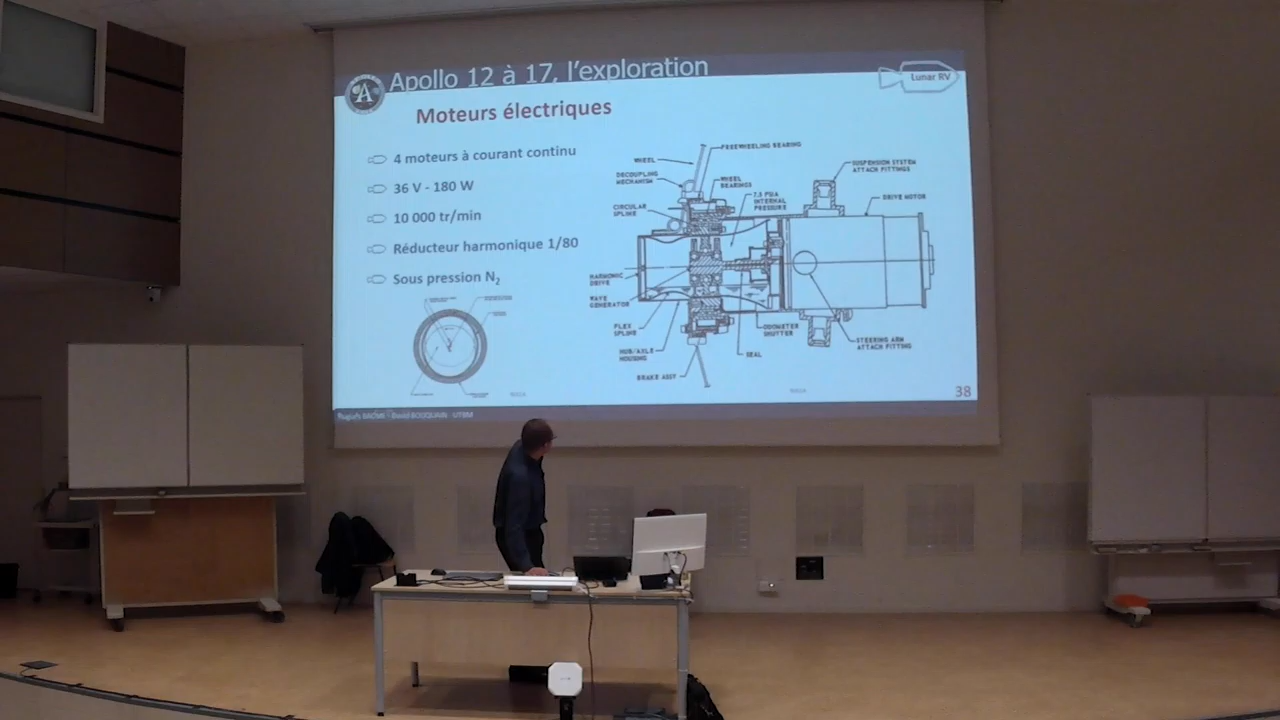 Apollo 12 à 17, l'exploration
Lunar RV
A
Moteurs électriques
4 moteurs à courant continu
36 V - 180 W
10 000 tr/min
Réducteur harmonique 1/80
Sous pression N2
FREEWHEELING BEARING
WHEEL
DECOUPLING
MECHANISM
WHEEL
BEARINGS
SUSPENSION SYSTEM
ATTACH FITTINGS
7.5 PSIA
INTERNAL
PRESSURE
DRIVE MOTOR
CIRCULAR
SPLINE
HARMONIC
DRIVE
WAVE
GENERATOR
FLEX
SPLINE
ODOMETER
SHUTTER
HUB/AXLE
HOUSING
SEAL
STEERING ARM
ATTACH FITTING
BRAKE ASSY
38
David BOUQUAIN - UTBM